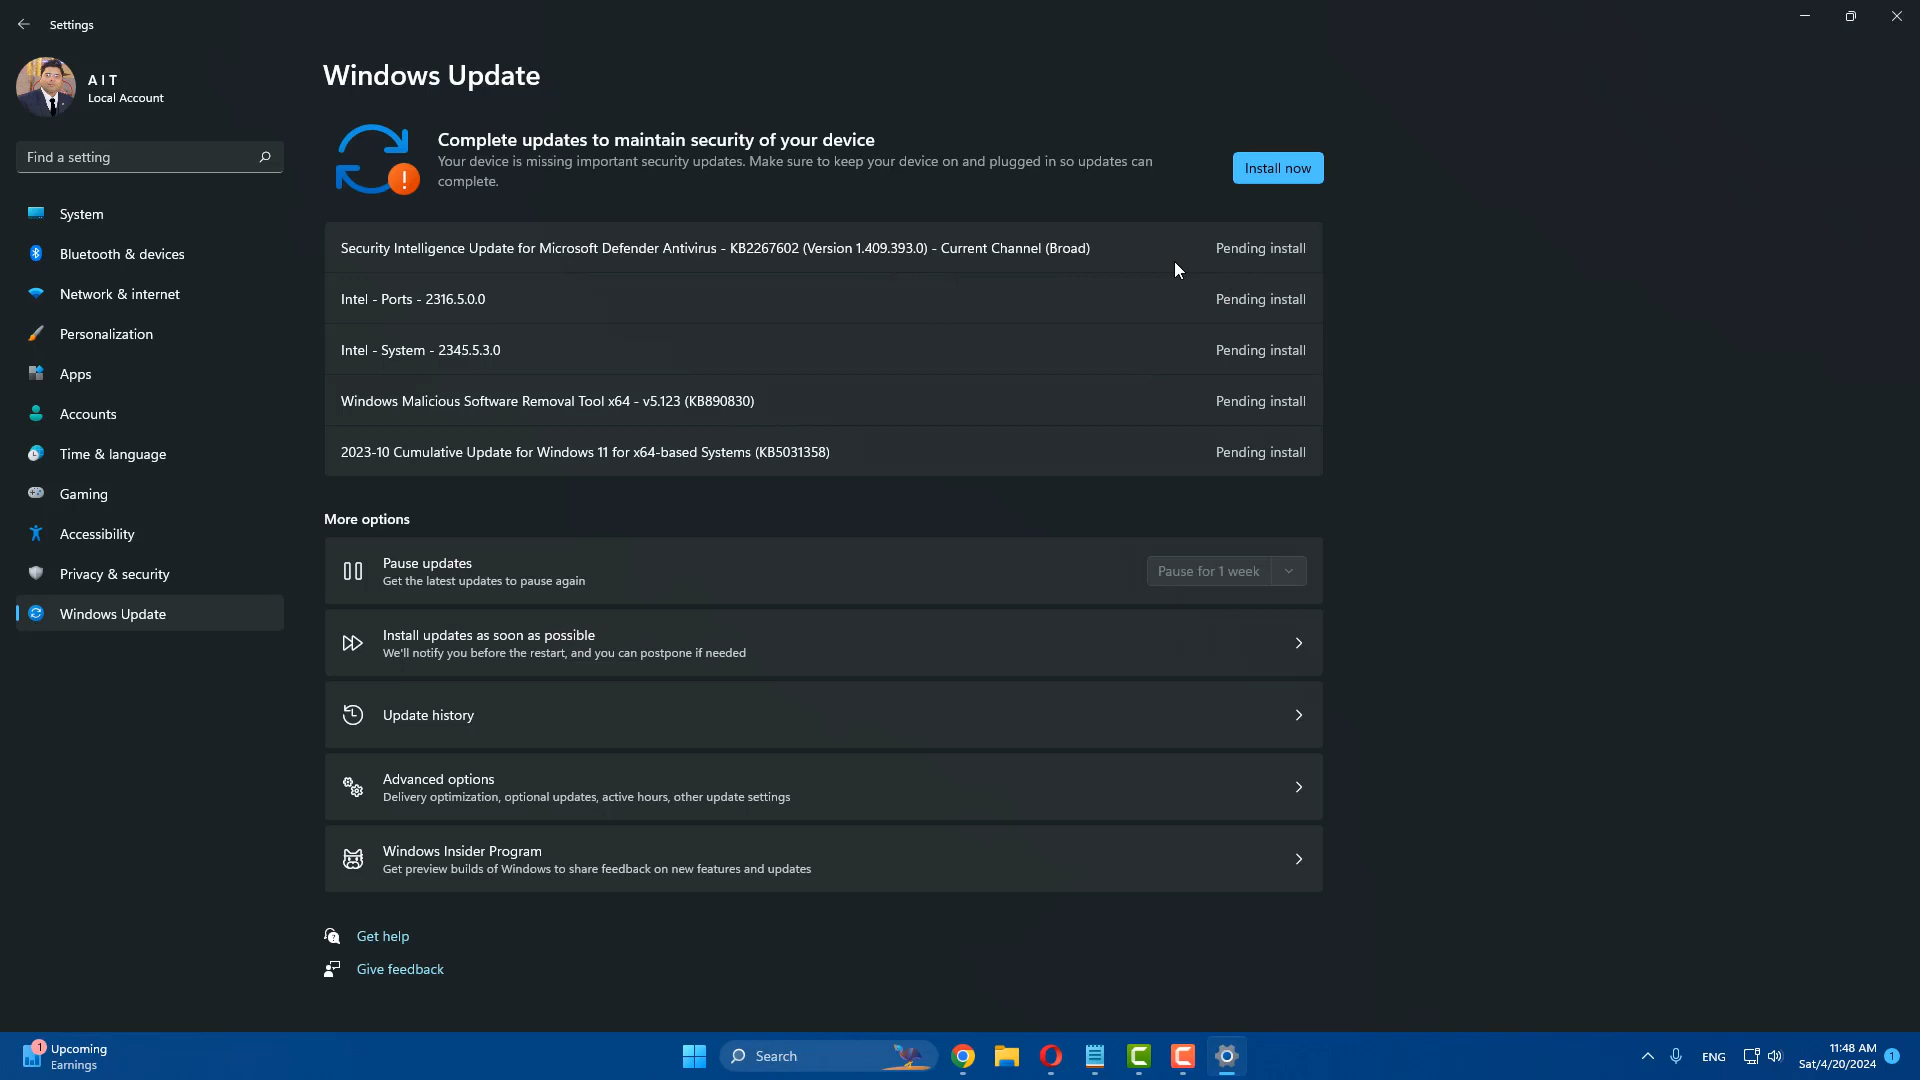 Settings
A I T
Local Account
Find a setting
System
Bluetooth & devices
Network & internet
Personalization
Apps
Accounts
Time & language
Gaming
Accessibility
Privacy & security
Windows Update
Windows Update
Complete updates to maintain security of your device
Your device is missing important security updates. Make sure to keep your device on and plugged in so updates can
complete.
Install now
Security Intelligence Update for Microsoft Defender Antivirus - KB2267602 (Version 1.409.393.0) - Current Channel (Broad) Pending install
Intel - Ports - 2316.5.0.0 Pending install
Intel - System - 2345.5.3.0 Pending install
Windows Malicious Software Removal Tool x64 - v5.123 (KB890830) Pending install
2023-10 Cumulative Update for Windows 11 for x64-based Systems (KB5031358) Pending install
More options
Pause updates
Get the latest updates to pause again
Pause for 1 week
Install updates as soon as possible
We'll notify you before the restart, and you can postpone if needed
Update history
Advanced options
Delivery optimization, optional updates, active hours, other update settings
Windows Insider Program
Get preview builds of Windows to share feedback on new features and updates
Get help
Give feedback
1
Upcoming
Earnings
Search
ENG
11:48 AM
Sat/4/20/2024
1